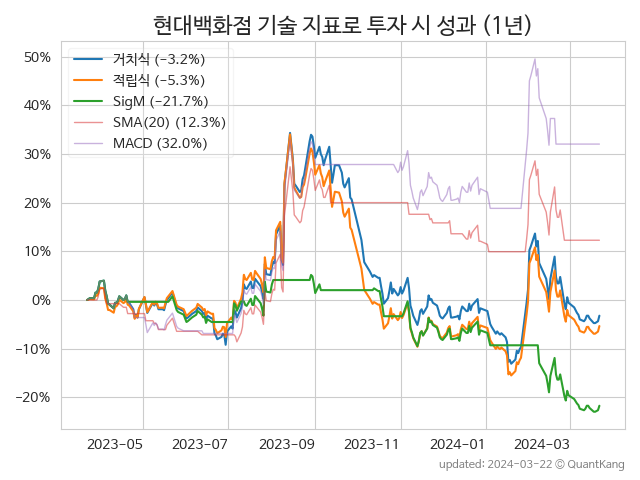 현대백화점 기술 지표로 투자 시 성과 (1년)
50%
40%
30%
20%
10%
0%
−10%
−20%
거치식 (−3.2%)
적립식 (−5.3%)
SigM (−21.7%)
SMA(20) (12.3%)
MACD (32.0%)
2023-05
2023-07
2023-09
2023-11
2024-01
2024-03
updated: 2024-03-22 © QuantKang